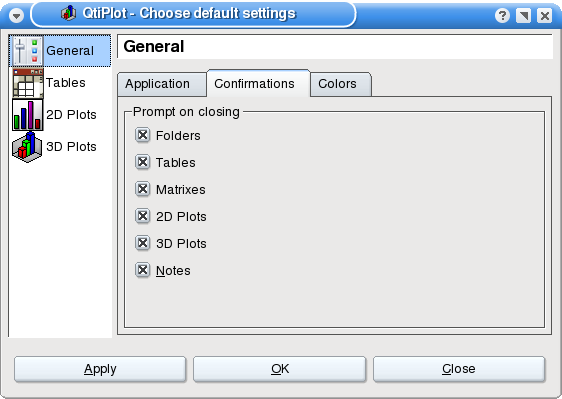 QtiPlot - Choose default settings
General
Tables
2D Plots
3D Plots
General
Application
Confirmations
Colors
Prompt on closing
Folders
Tables
Matrixes
2D Plots
3D Plots
Notes
Apply
OK
Close